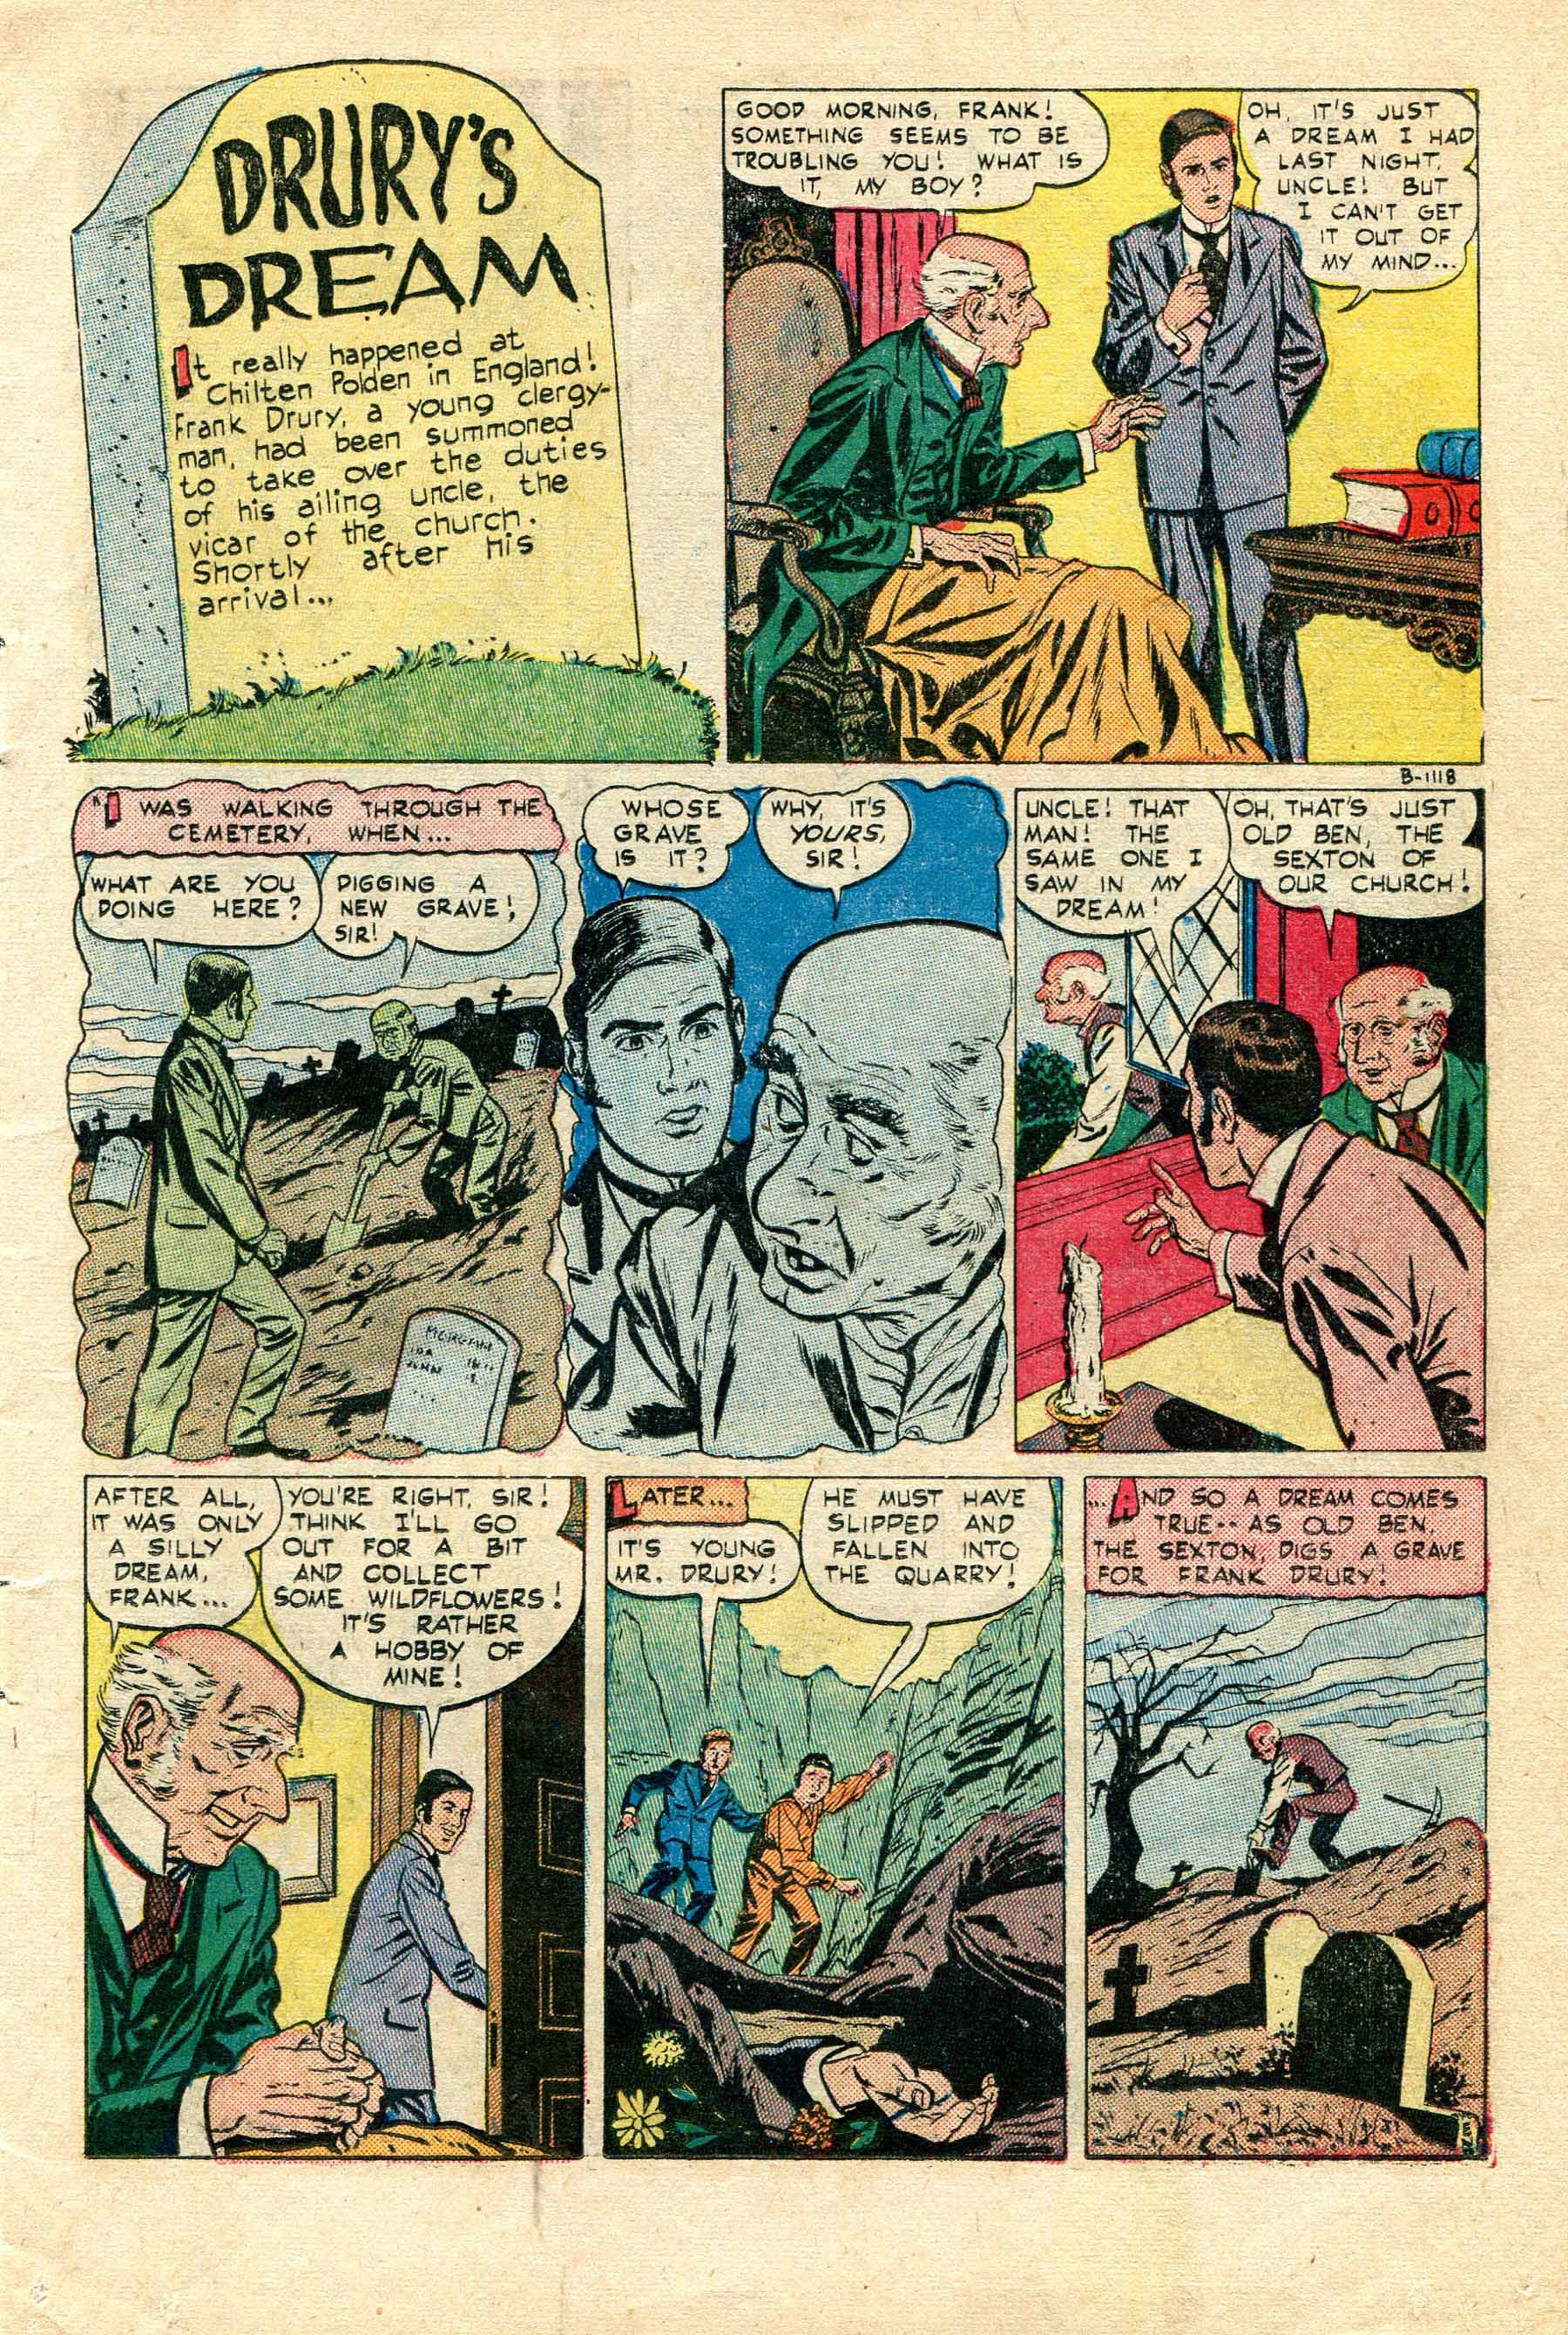 DRURY'S
DREAM
It really happened at
Chilten Polden in England!
Frank Drury, a young clergy-
man, had been summoned
to take over the duties
of his ailing uncle, the
vicar of the church.
Shortly after his
arrival...
GOOD MORNING, FRANK!
SOMETHING SEEMS TO BE
TROUBLING YOU! WHAT IS
IT, MY BOY?
OH, IT'S JUST
A DREAM I HAD
LAST NIGHT,
UNCLE! BUT
I CAN'T GET
IT OUT OF
MY MIND...
B-1118
"I WAS WALKING THROUGH THE
CEMETERY, WHEN...
WHAT ARE YOU
DOING HERE?
DIGGING A
NEW GRAVE,
SIR!
MORGAN
WHOSE
GRAVE
IS IT?
WHY, IT'S
YOURS,
SIR!
UNCLE! THAT
MAN! THE
SAME ONE I
SAW IN MY
DREAM!
OH, THAT'S JUST
OLD BEN, THE
SEXTON OF
OUR CHURCH!
AFTER ALL,
IT WAS ONLY
A SILLY
DREAM,
FRANK...
YOU'RE RIGHT, SIR!
THINK I'LL GO
OUT FOR A BIT
AND COLLECT
SOME WILDFLOWERS!
IT'S RATHER
A HOBBY OF
MINE!
LATER...
IT'S YOUNG
MR. DRURY!
HE MUST HAVE
SLIPPED AND
FALLEN INTO
THE QUARRY!
...AND SO A DREAM COMES
TRUE-- AS OLD BEN,
THE SEXTON, DIGS A GRAVE
FOR FRANK DRURY!